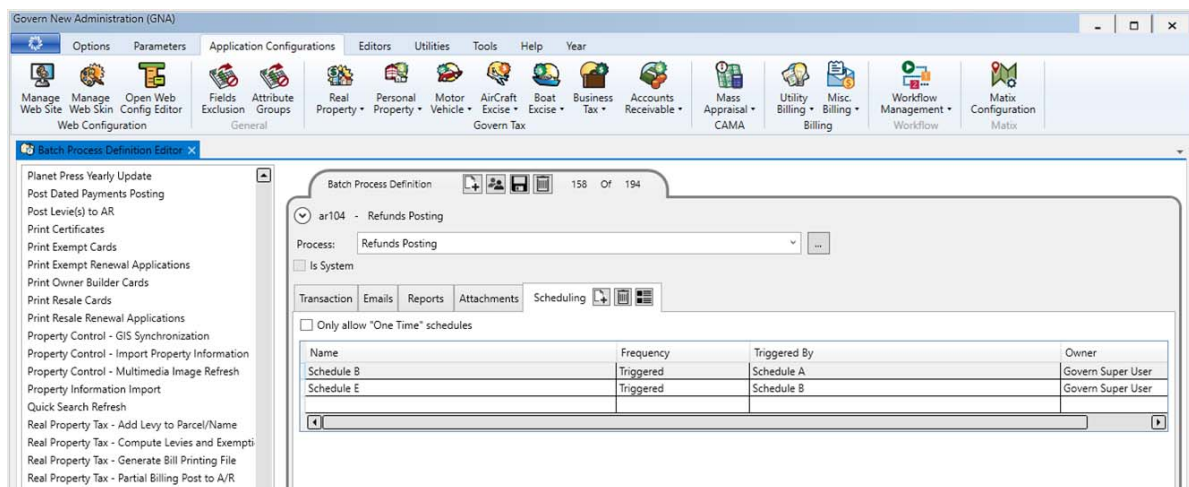 Govern New Administration (GNA)
Options Parameters Application Configurations Editors Utilities Tools Help Year
Manage Web Site
Manage Web Skin
Open Web Config Editor
Web Configuration
Fields Exclusion
Attribute Groups
General
Real Property
Personal Property
Motor Vehicle
AirCraft Excise
Boat Excise
Business Tax
Accounts Receivable
Govern Tax
Mass Appraisal
CAMA
Utility Billing
Misc. Billing
Billing
Workflow Management
Workflow
Matix Configuration
Matix
Batch Process Definition Editor
Planet Press Yearly Update
Post Dated Payments Posting
Post Levie(s) to AR
Print Certificates
Print Exempt Cards
Print Exempt Renewal Applications
Print Owner Builder Cards
Print Resale Cards
Print Resale Renewal Applications
Property Control - GIS Synchronization
Property Control - Import Property Information
Property Control - Multimedia Image Refresh
Property Information Import
Quick Search Refresh
Real Property Tax - Add Levy to Parcel/Name
Real Property Tax - Compute Levies and Exempti
Real Property Tax - Generate Bill Printing File
Real Property Tax - Partial Billing Post to A/R
Batch Process Definition 158 Of 194
ar104 - Refunds Posting
Process: Refunds Posting ...
Is System
Transaction Emails Reports Attachments Scheduling
Only allow "One Time" schedules
Name Frequency Triggered By Owner
Schedule B Triggered Schedule A Govern Super User
Schedule E Triggered Schedule B Govern Super User